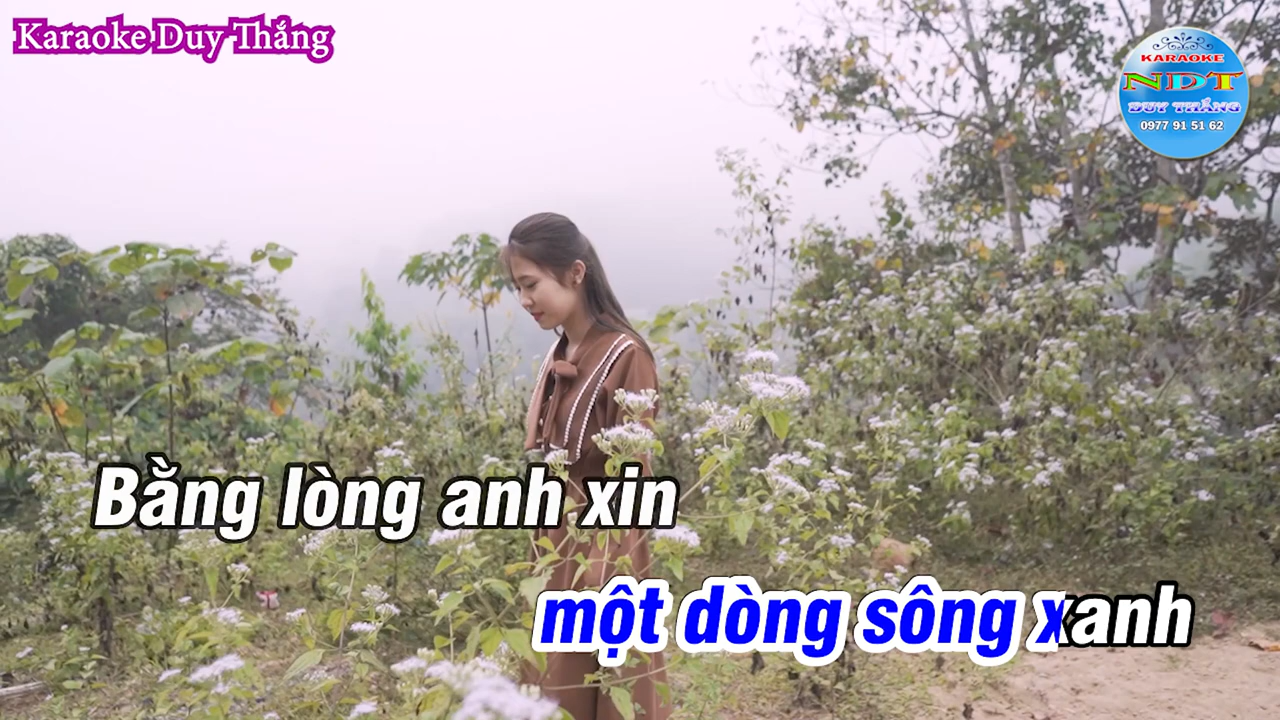 Karaoke Duy Thắng
KARAOKE
NDT
DUY THẮNG
0977 91 51 62
Bằng lòng anh xin
một dòng sông xanh